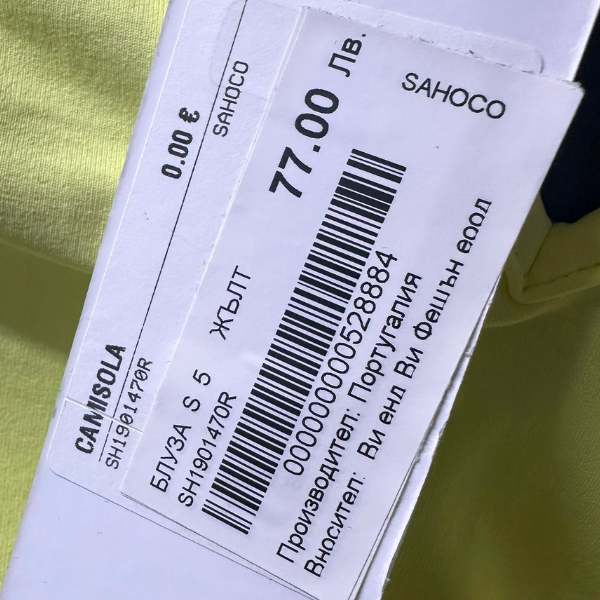 0.00 €
SAHOCO
CAMISOLA
SH1901470R
SAHOCO
77.00 Лв.
БЛУЗА S 5 ЖЪЛТ
SH1901470R
0000000000528884
Производител: Португалия
Вносител: Ви енд Ви Фешън еоод